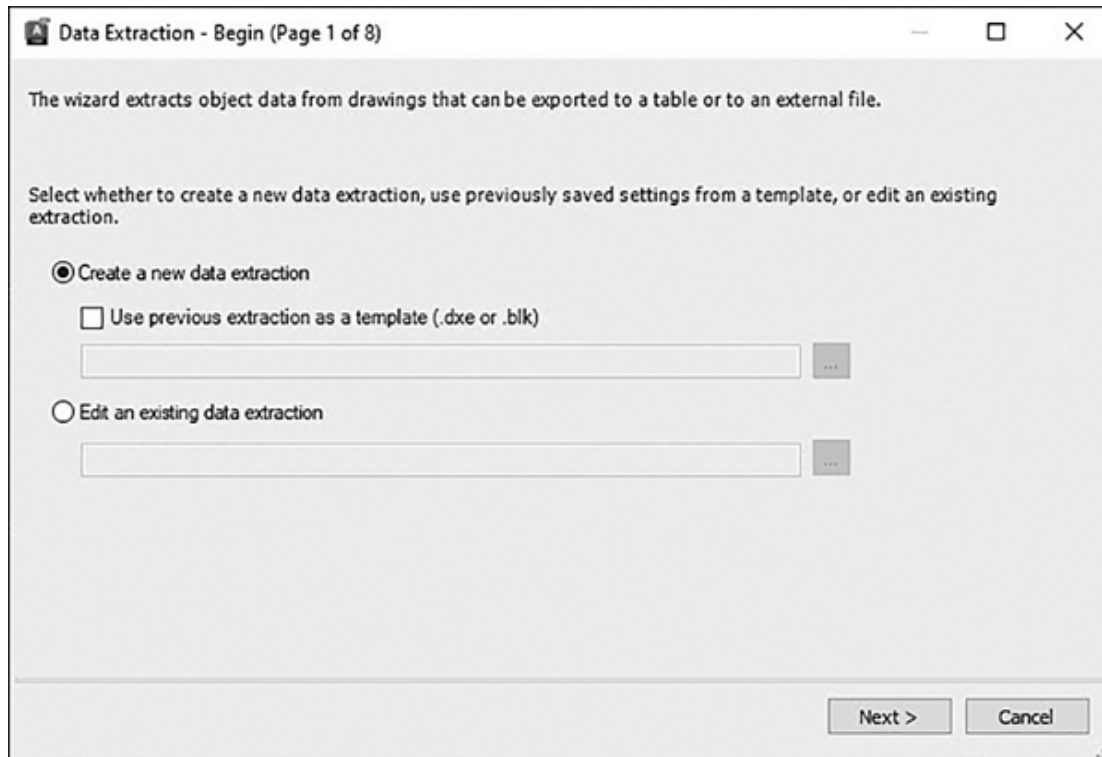 Data Extraction - Begin (Page 1 of 8)
The wizard extracts object data from drawings that can be exported to a table or to an external file.
Select whether to create a new data extraction, use previously saved settings from a template, or edit an existing
extraction.
Create a new data extraction
Use previous extraction as a template (.dxe or .blk)
...
Edit an existing data extraction
...
Next > Cancel